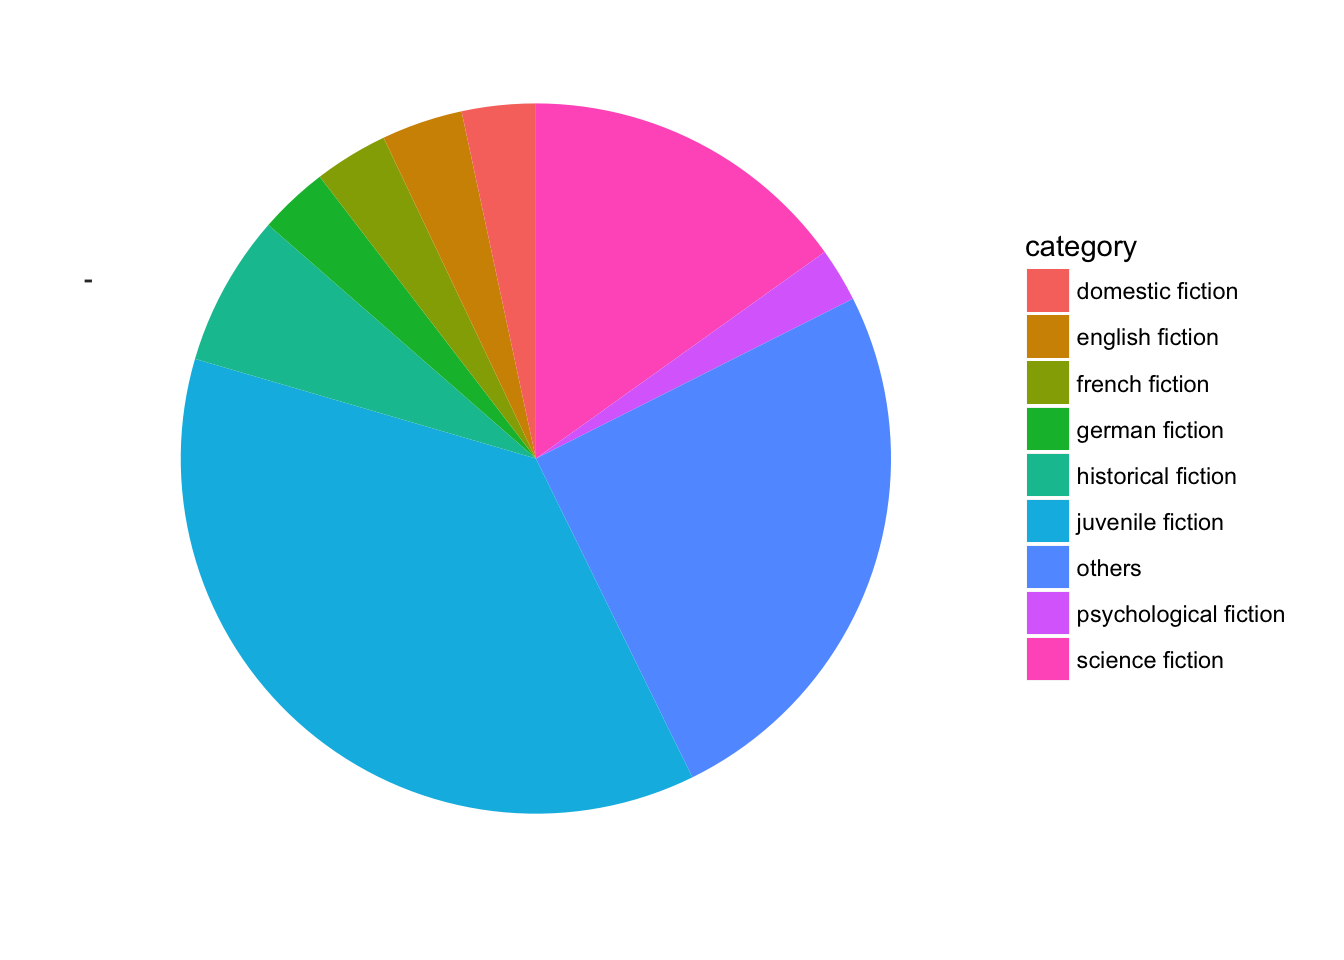 -
category
domestic fiction
english fiction
french fiction
german fiction
historical fiction
juvenile fiction
others
psychological fiction
science fiction